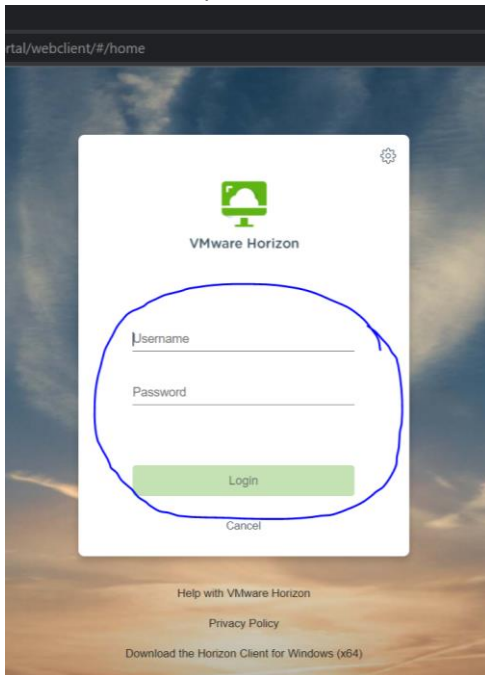 rtal/webclient/#/home
VMware Horizon
Username
Password
Login
Cancel
Help with VMware Horizon
Privacy Policy
Download the Horizon Client for Windows (x64)